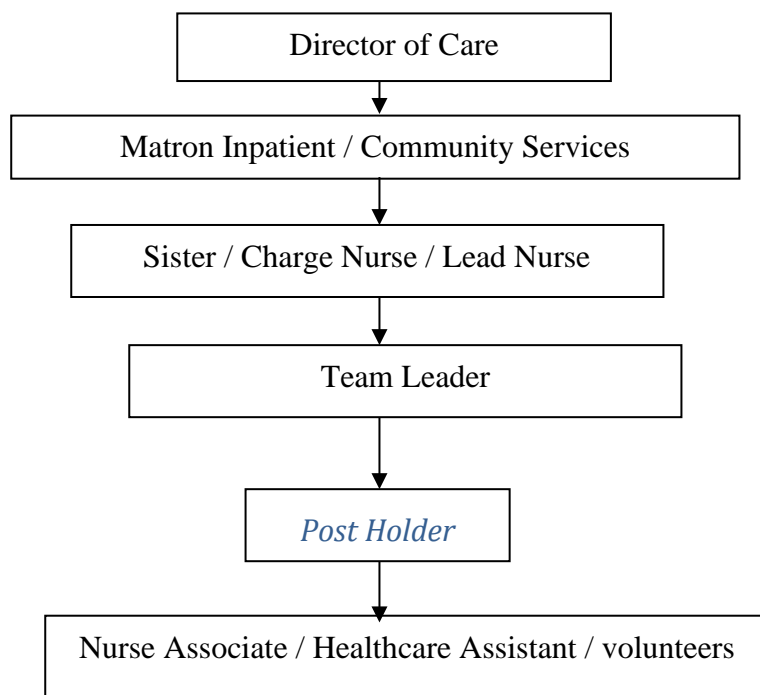 Director of Care
Matron Inpatient / Community Services
Sister / Charge Nurse / Lead Nurse
Team Leader
Post Holder
Nurse Associate / Healthcare Assistant / volunteers